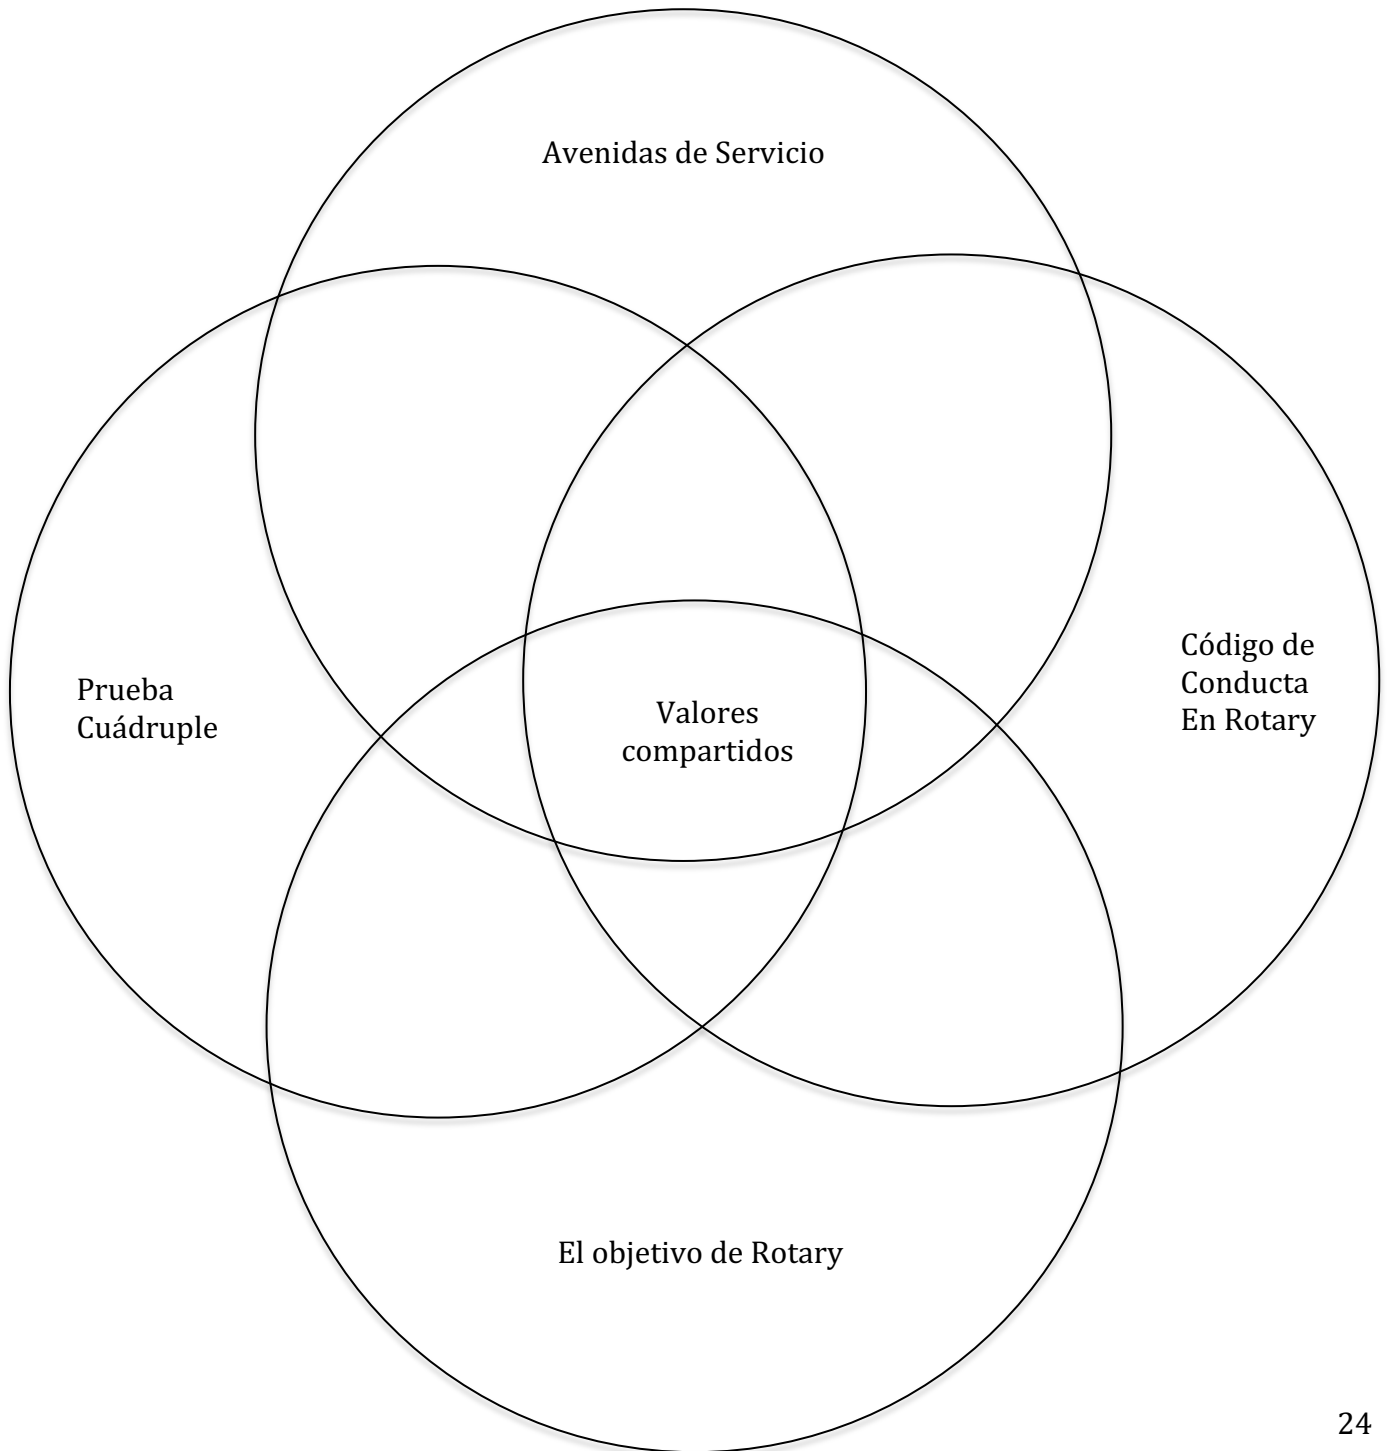 Avenidas de Servicio
Código de
Conducta
En Rotary
Prueba
Cuádruple
Valores
compartidos
El objetivo de Rotary
24